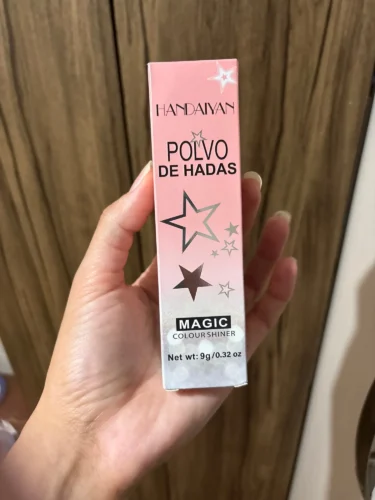 HANDAIYAN
POLVO
DE HADAS
MAGIC
COLOUR SHINER
Net wt: 9g/0.32 oz